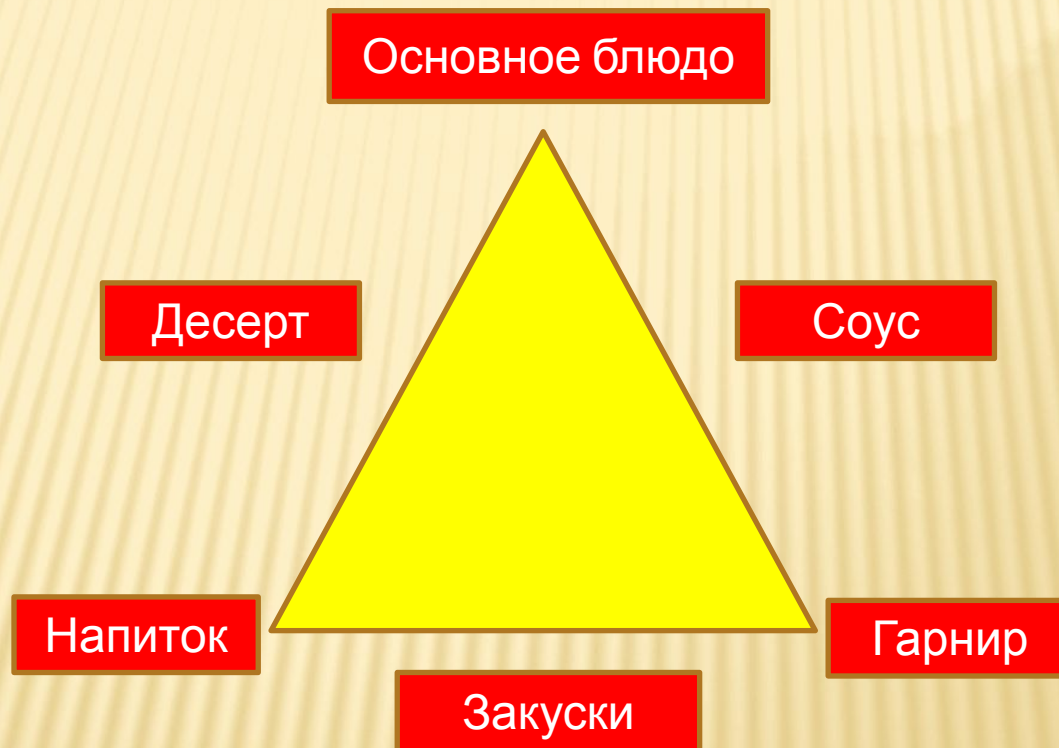 Основное блюдо
Десерт
Соус
Напиток
Гарнир
Закуски